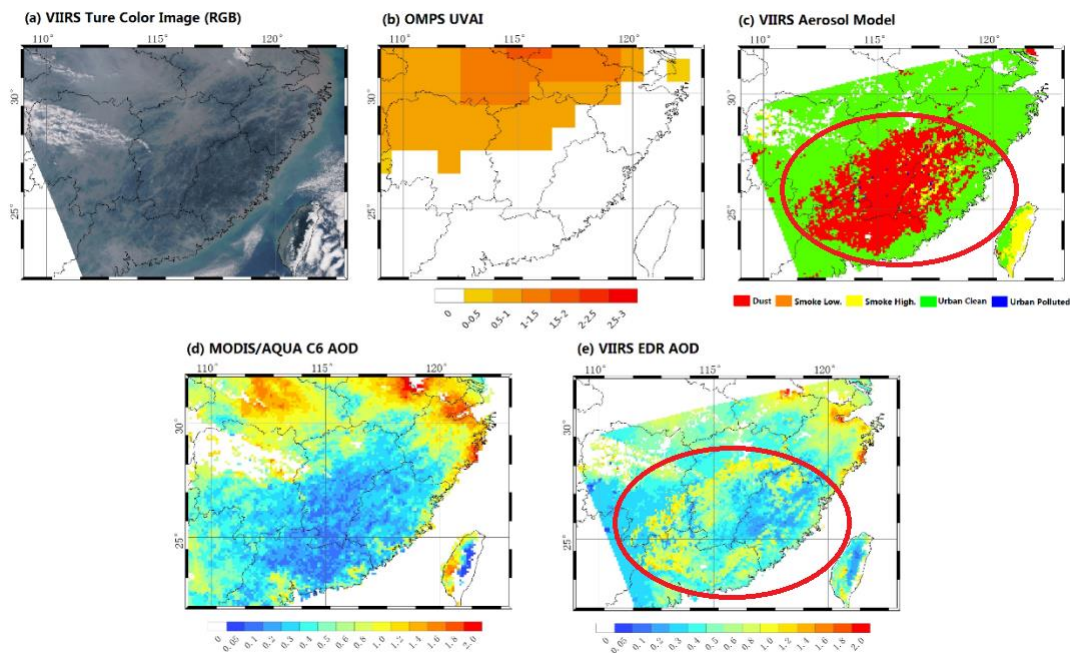 (a) VIIRS Ture Color Image (RGB)
(b) OMPS UVAI
(c) VIIRS Aerosol Model
110° 115° 120°
110° 115° 120°
110° 115° 120°
30° 25°
30° 25°
30° 25°
0 0-0.5 0.5-1 1-1.5 1.5-2 2-2.5 2.5-3
Dust Smoke Low. Smoke High. Urban Clean Urban Polluted
(d) MODIS/AQUA C6 AOD
(e) VIIRS EDR AOD
110° 115° 120°
110° 115° 120°
30° 25°
30° 25°
0 0.05 0.1 0.2 0.3 0.4 0.5 0.6 0.8 1.0 1.2 1.4 1.6 1.8 2.0
0 0.05 0.1 0.2 0.3 0.4 0.5 0.6 0.8 1.0 1.2 1.4 1.6 1.8 2.0